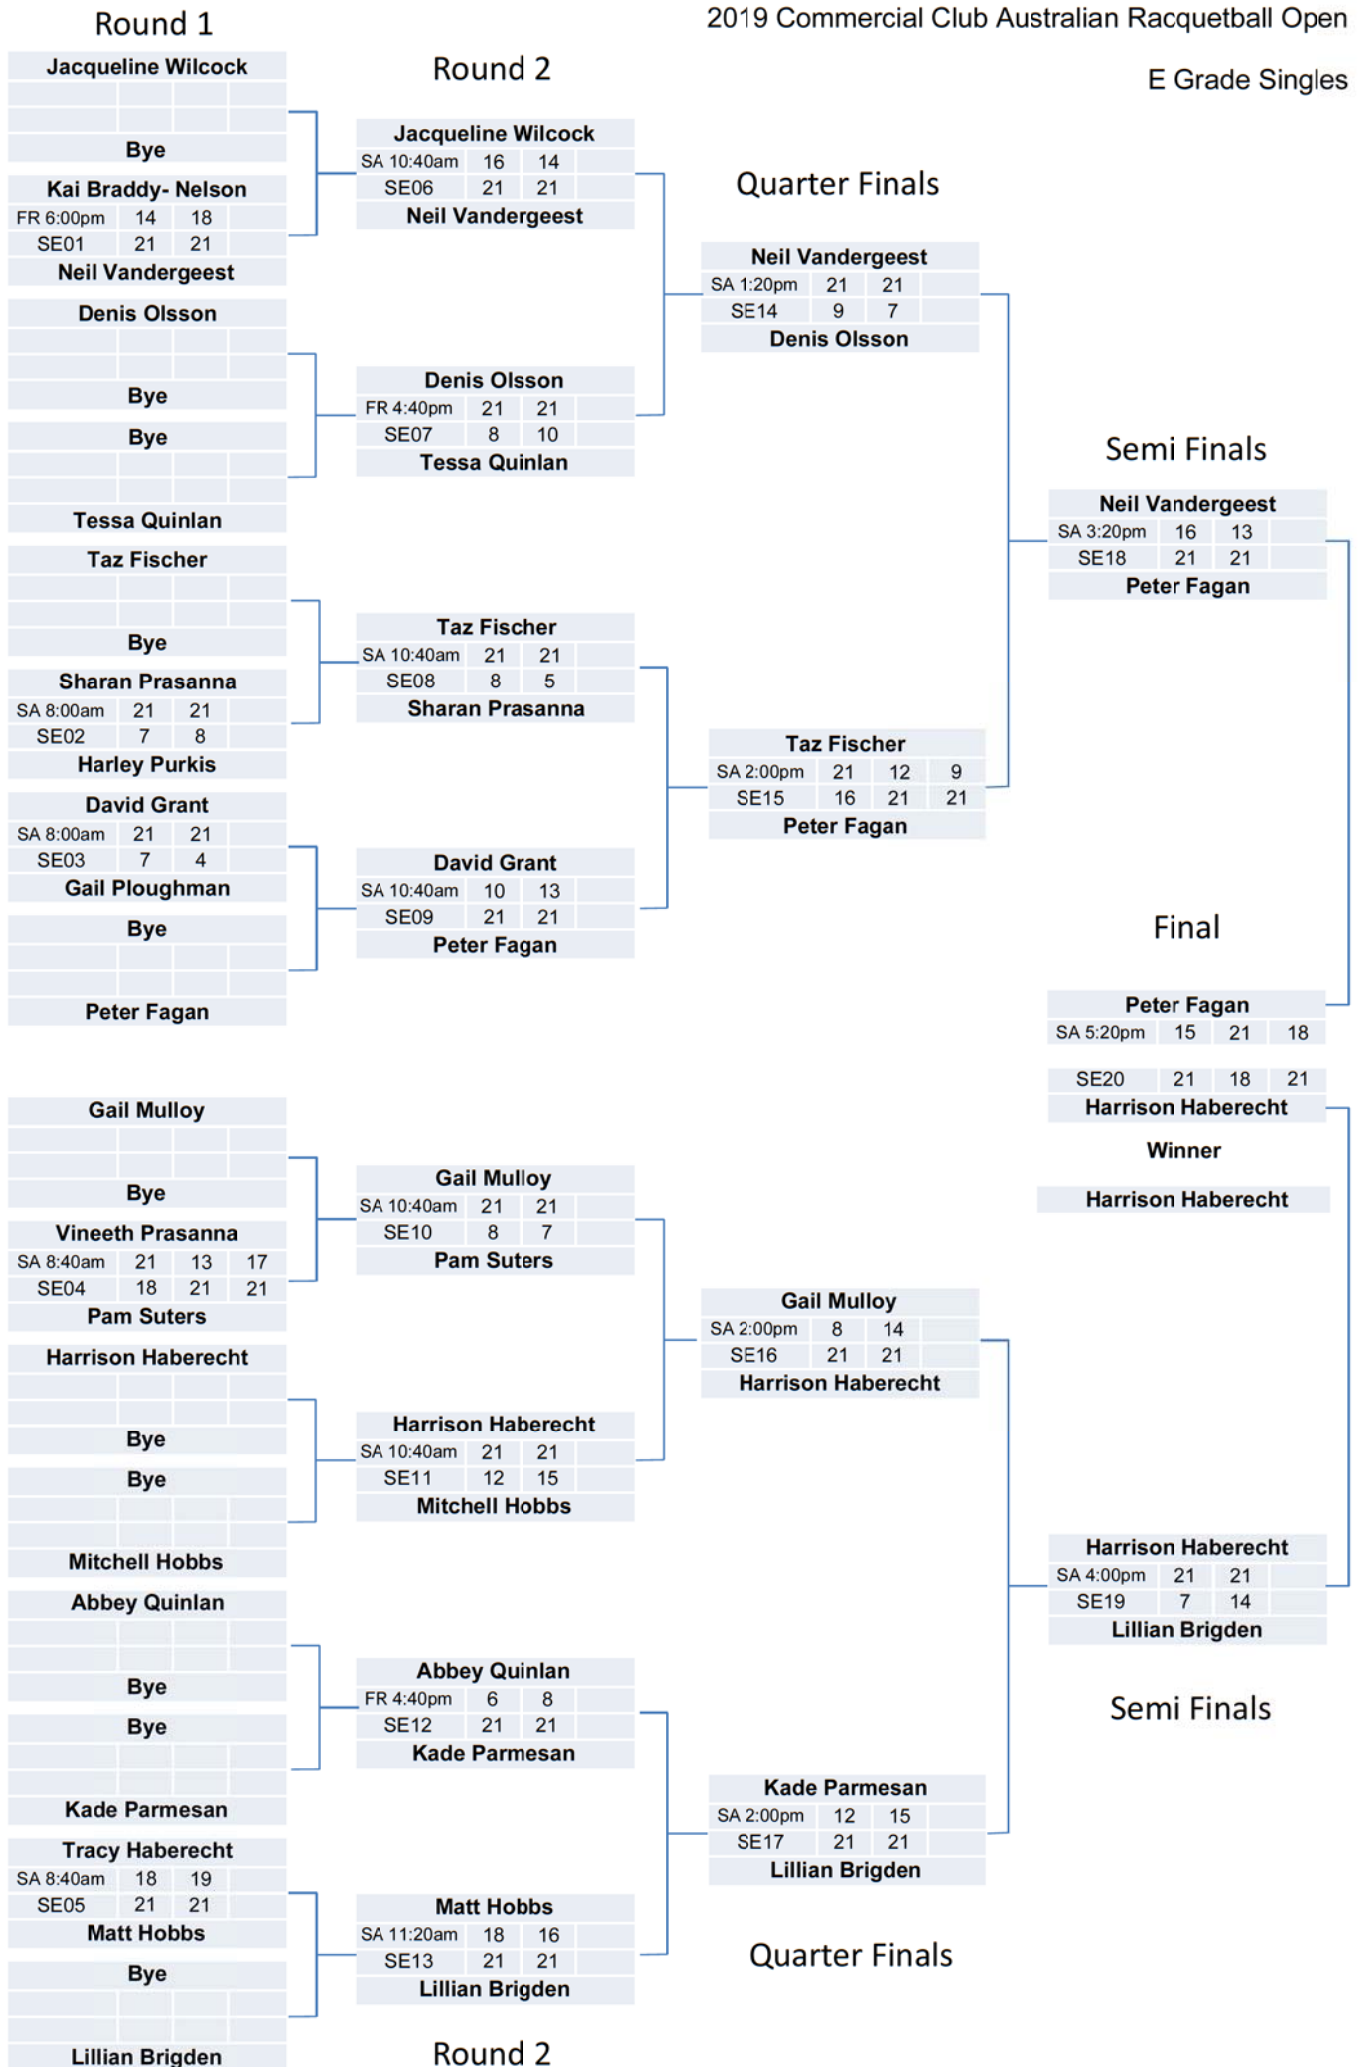 2019 Commercial Club Australian Racquetball Open
E Grade Singles
Round 1
Jacqueline Wilcock
Bye
Kai Braddy- Nelson
FR 6:00pm 14 18
SE01 21 21
Neil Vandergeest
Denis Olsson
Bye
Bye
Tessa Quinlan
Taz Fischer
Bye
Sharan Prasanna
SA 8:00am 21 21
SE02 7 8
Harley Purkis
David Grant
SA 8:00am 21 21
SE03 7 4
Gail Ploughman
Bye
Peter Fagan
Gail Mulloy
Bye
Vineeth Prasanna
SA 8:40am 21 13 17
SE04 18 21 21
Pam Suters
Harrison Haberecht
Bye
Bye
Mitchell Hobbs
Abbey Quinlan
Bye
Bye
Kade Parmesan
Tracy Haberecht
SA 8:40am 18 19
SE05 21 21
Matt Hobbs
Bye
Lillian Brigden
Round 2
Jacqueline Wilcock
SA 10:40am 16 14
SE06 21 21
Neil Vandergeest
Denis Olsson
FR 4:40pm 21 21
SE07 8 10
Tessa Quinlan
Taz Fischer
SA 10:40am 21 21
SE08 8 5
Sharan Prasanna
David Grant
SA 10:40am 10 13
SE09 21 21
Peter Fagan
Gail Mulloy
SA 10:40am 21 21
SE10 8 7
Pam Suters
Harrison Haberecht
SA 10:40am 21 21
SE11 12 15
Mitchell Hobbs
Abbey Quinlan
FR 4:40pm 6 8
SE12 21 21
Kade Parmesan
Matt Hobbs
SA 11:20am 18 16
SE13 21 21
Lillian Brigden
Round 2
Quarter Finals
Neil Vandergeest
SA 1:20pm 21 21
SE14 9 7
Denis Olsson
Taz Fischer
SA 2:00pm 21 12 9
SE15 16 21 21
Peter Fagan
Gail Mulloy
SA 2:00pm 8 14
SE16 21 21
Harrison Haberecht
Kade Parmesan
SA 2:00pm 12 15
SE17 21 21
Lillian Brigden
Quarter Finals
Semi Finals
Neil Vandergeest
SA 3:20pm 16 13
SE18 21 21
Peter Fagan
Final
Peter Fagan
SA 5:20pm 15 21 18
SE20 21 18 21
Harrison Haberecht
Winner
Harrison Haberecht
Harrison Haberecht
SA 4:00pm 21 21
SE19 7 14
Lillian Brigden
Semi Finals